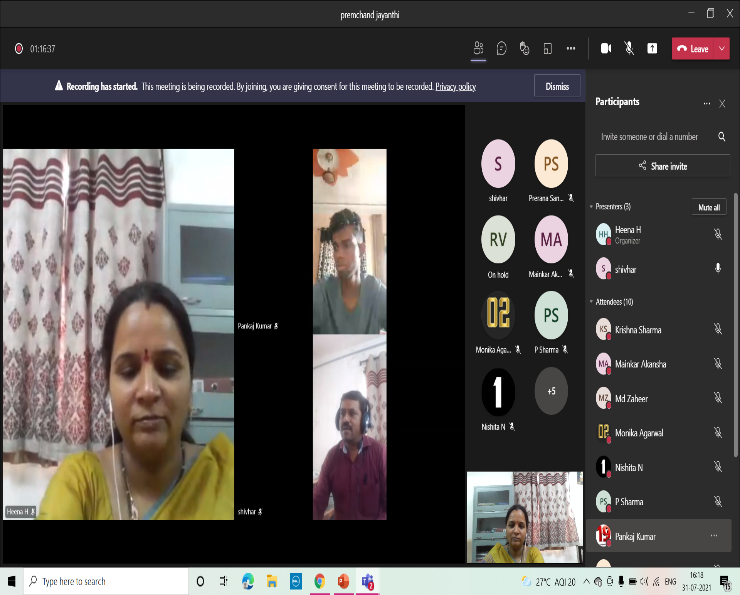 premchand jayanthi
01:16:37
Leave
Recording has started. This meeting is being recorded. By joining, you are giving consent for this meeting to be recorded. Privacy policy
Dismiss
Heena H
Pankaj Kumar
shivhar
S
shivhar
PS
Prerana San...
RV
On hold
MA
Mainkar Ak...
02
Monika Aga...
PS
P Sharma
1
Nishita N
+5
Participants
Invite someone or dial a number
Share invite
Presenters (3)
Mute all
HH
Heena H
Organizer
S
shivhar
Attendees (10)
KS
Krishna Sharma
MA
Mainkar Akansha
MZ
Md Zaheer
02
Monika Agarwal
1
Nishita N
PS
P Sharma
Pankaj Kumar
Type here to search
27°C AQI 20
ENG
16:18
31-07-2021